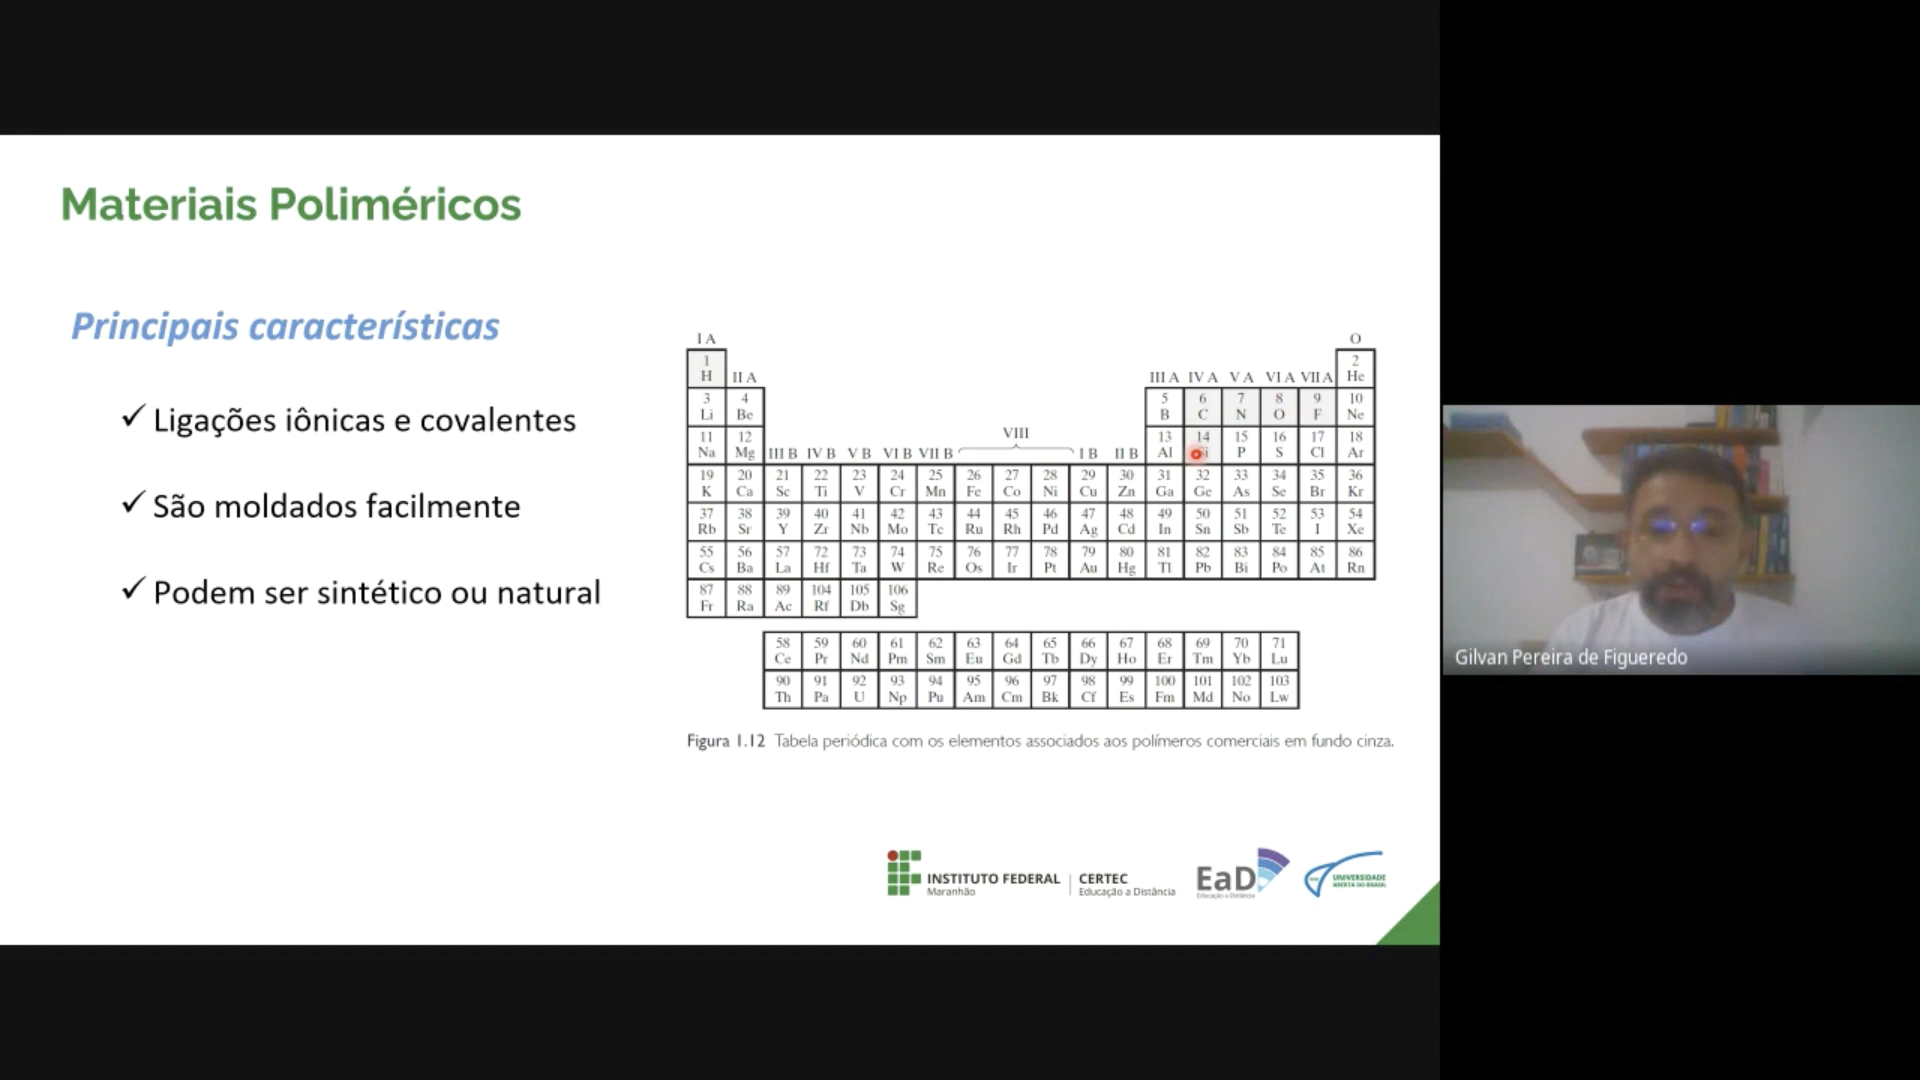 Materiais Poliméricos
Principais características
✓ Ligações iônicas e covalentes
✓ São moldados facilmente
✓ Podem ser sintético ou natural
I A O
1 2
H II A III A IV A V A VI A VII A He
3 4 5 6 7 8 9 10
Li Be B C N O F Ne
VIII
11 12 13 14 15 16 17 18
Na Mg III B IV B V B VI B VII B I B II B Al P S Cl Ar
19 20 21 22 23 24 25 26 27 28 29 30 31 32 33 34 35 36
K Ca Sc Ti V Cr Mn Fe Co Ni Cu Zn Ga Ge As Se Br Kr
37 38 39 40 41 42 43 44 45 46 47 48 49 50 51 52 53 54
Rb Sr Y Zr Nb Mo Tc Ru Rh Pd Ag Cd In Sn Sb Te I Xe
55 56 57 72 73 74 75 76 77 78 79 80 81 82 83 84 85 86
Cs Ba La Hf Ta W Re Os Ir Pt Au Hg Tl Pb Bi Po At Rn
87 88 89 104 105 106
Fr Ra Ac Rf Db Sg
58 59 60 61 62 63 64 65 66 67 68 69 70 71
Ce Pr Nd Pm Sm Eu Gd Tb Dy Ho Er Tm Yb Lu
90 91 92 93 94 95 96 97 98 99 100 101 102 103
Th Pa U Np Pu Am Cm Bk Cf Es Fm Md No Lw
Figura 1.12 Tabela periódica com os elementos associados aos polímeros comerciais em fundo cinza.
INSTITUTO FEDERAL
Maranhão
CERTEC
Educação a Distância
EaD
Educação a Distância
UNIVERSIDADE
ABERTA DO BRASIL
Gilvan Pereira de Figueredo